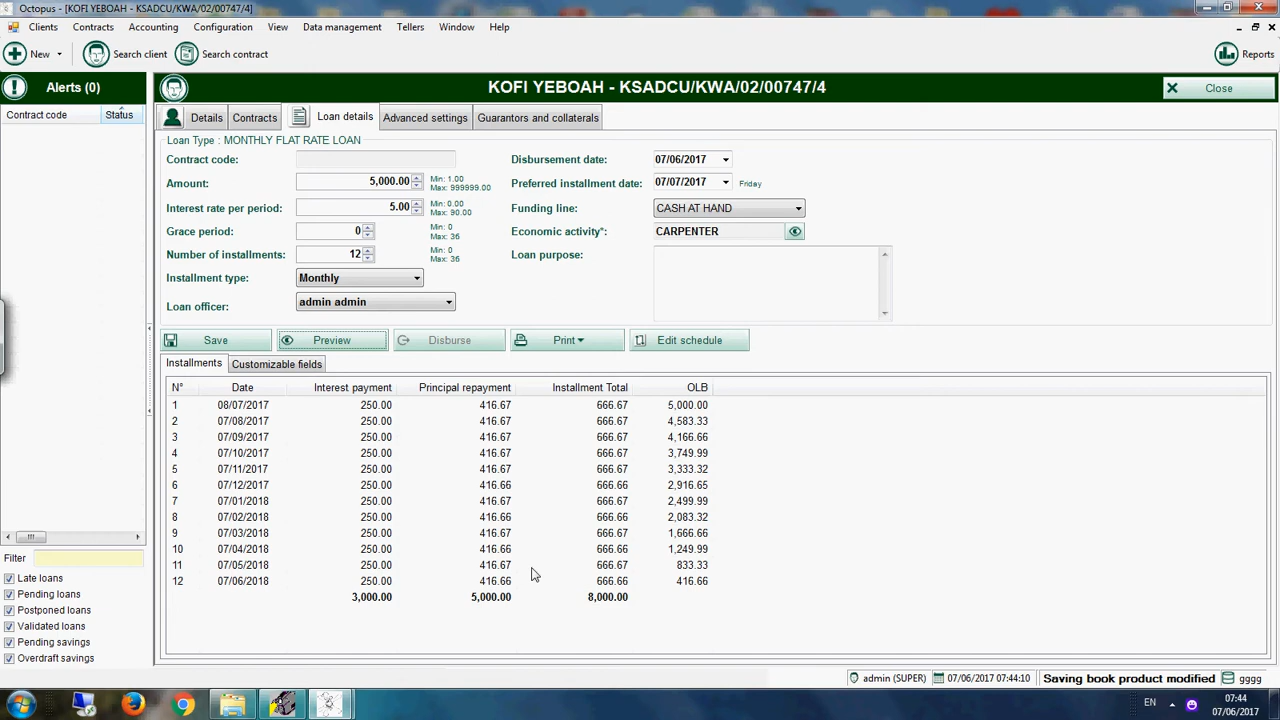 Octopus - [KOFI YEBOAH - KSADCU/KWA/02/00747/4]
Clients Contracts Accounting Configuration View Data management Tellers Window Help
New Search client Search contract Reports
Alerts (0) KOFI YEBOAH - KSADCU/KWA/02/00747/4 Close
Contract code Status
Details Contracts Loan details Advanced settings Guarantors and collaterals
Loan Type : MONTHLY FLAT RATE LOAN
Contract code: Disbursement date: 07/06/2017
Amount: 5,000.00 Min: 1.00 Max: 999999.00 Preferred installment date: 07/07/2017 Friday
Interest rate per period: 5.00 Min: 0.00 Max: 90.00 Funding line: CASH AT HAND
Grace period: 0 Min: 0 Max: 36 Economic activity*: CARPENTER
Number of installments: 12 Min: 0 Max: 36 Loan purpose:
Installment type: Monthly
Loan officer: admin admin
Save Preview Disburse Print Edit schedule
Installments Customizable fields
N° Date Interest payment Principal repayment Installment Total OLB
1 08/07/2017 250.00 416.67 666.67 5,000.00
2 07/08/2017 250.00 416.67 666.67 4,583.33
3 07/09/2017 250.00 416.67 666.67 4,166.66
4 07/10/2017 250.00 416.67 666.67 3,749.99
5 07/11/2017 250.00 416.67 666.67 3,333.32
6 07/12/2017 250.00 416.66 666.66 2,916.65
7 07/01/2018 250.00 416.67 666.67 2,499.99
8 07/02/2018 250.00 416.66 666.66 2,083.32
9 07/03/2018 250.00 416.67 666.67 1,666.66
10 07/04/2018 250.00 416.66 666.66 1,249.99
11 07/05/2018 250.00 416.67 666.67 833.33
12 07/06/2018 250.00 416.66 666.66 416.66
3,000.00 5,000.00 8,000.00
Filter
Late loans
Pending loans
Postponed loans
Validated loans
Pending savings
Overdraft savings
admin (SUPER) 07/06/2017 07:44:10 Saving book product modified gggg
EN 07:44
07/06/2017